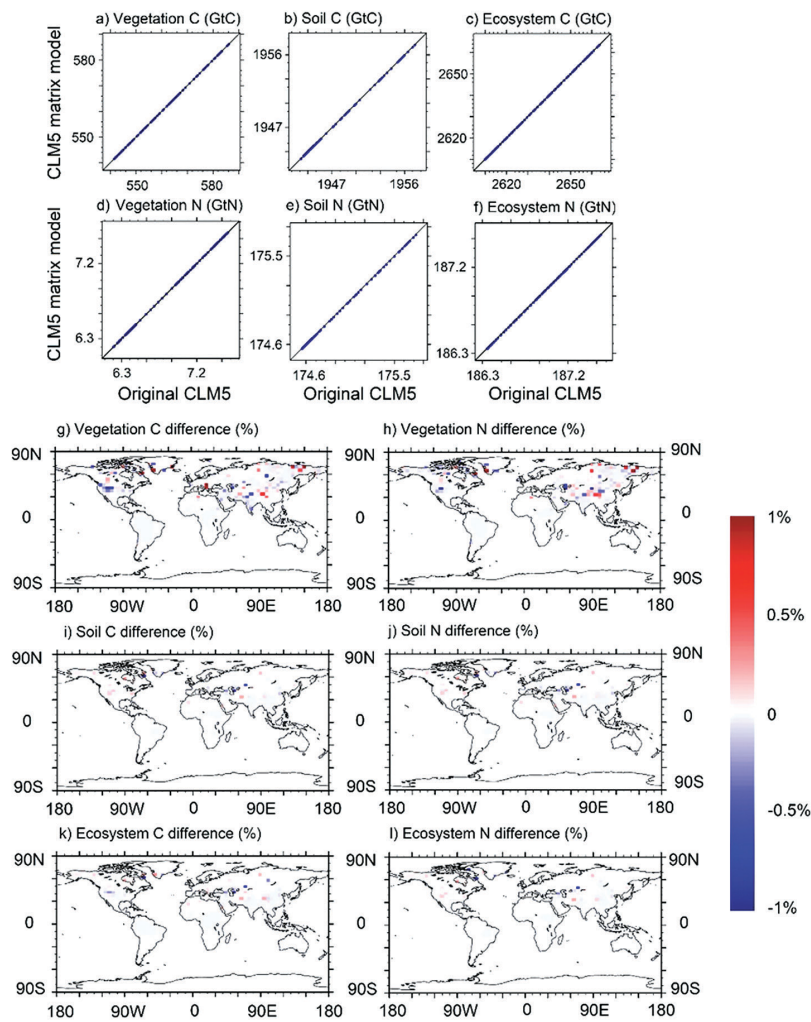 a) Vegetation C (GtC) b) Soil C (GtC) c) Ecosystem C (GtC)
CLM5 matrix model
580 1956 2650
550 1947 2620
550 580 1947 1956 2620 2650
d) Vegetation N (GtN) e) Soil N (GtN) f) Ecosystem N (GtN)
CLM5 matrix model
7.2 175.5 187.2
6.3 174.6 186.3
6.3 7.2 174.6 175.5 186.3 187.2
Original CLM5 Original CLM5
g) Vegetation C difference (%) h) Vegetation N difference (%)
90N 90N
0 0
90S 90S
180 90W 0 90E 180 180 90W 0 90E 180
i) Soil C difference (%) j) Soil N difference (%)
90N 90N
0 0
90S 90S
180 90W 0 90E 180 180 90W 0 90E 180
k) Ecosystem C difference (%) l) Ecosystem N difference (%)
90N 90N
0 0
90S 90S
180 90W 0 90E 180 180 90W 0 90E 180
1%
0.5%
0
-0.5%
-1%